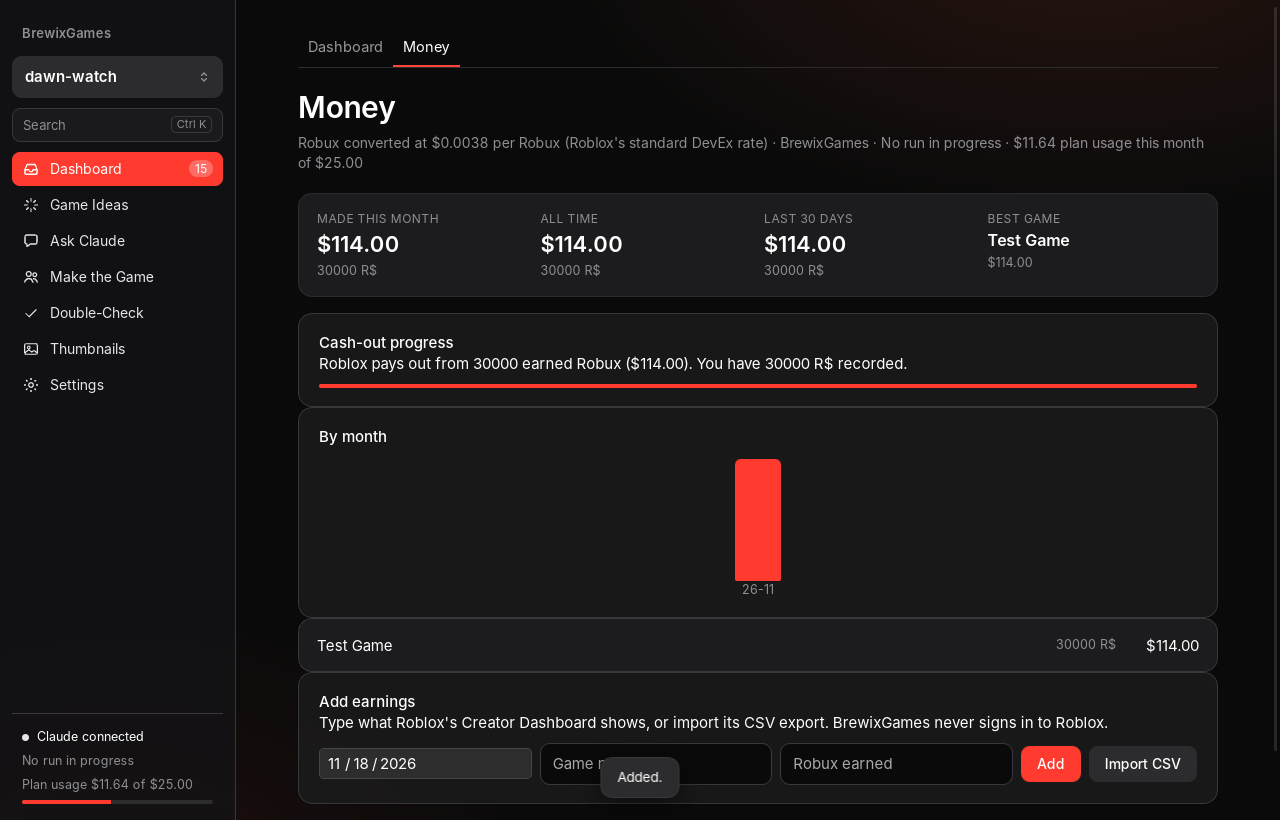 BrewixGames
dawn-watch
Search
Ctrl K
Dashboard
15
Game Ideas
Ask Claude
Make the Game
Double-Check
Thumbnails
Settings
Claude connected
No run in progress
Plan usage $11.64 of $25.00
Dashboard
Money
Money
Robux converted at $0.0038 per Robux (Roblox's standard DevEx rate) · BrewixGames · No run in progress · $11.64 plan usage this month
of $25.00
MADE THIS MONTH
$114.00
30000 R$
ALL TIME
$114.00
30000 R$
LAST 30 DAYS
$114.00
30000 R$
BEST GAME
Test Game
$114.00
Cash-out progress
Roblox pays out from 30000 earned Robux ($114.00). You have 30000 R$ recorded.
By month
26-11
Test Game
30000 R$
$114.00
Add earnings
Type what Roblox's Creator Dashboard shows, or import its CSV export. BrewixGames never signs in to Roblox.
11 / 18 / 2026
Game
Robux earned
Add
Import CSV
Added.